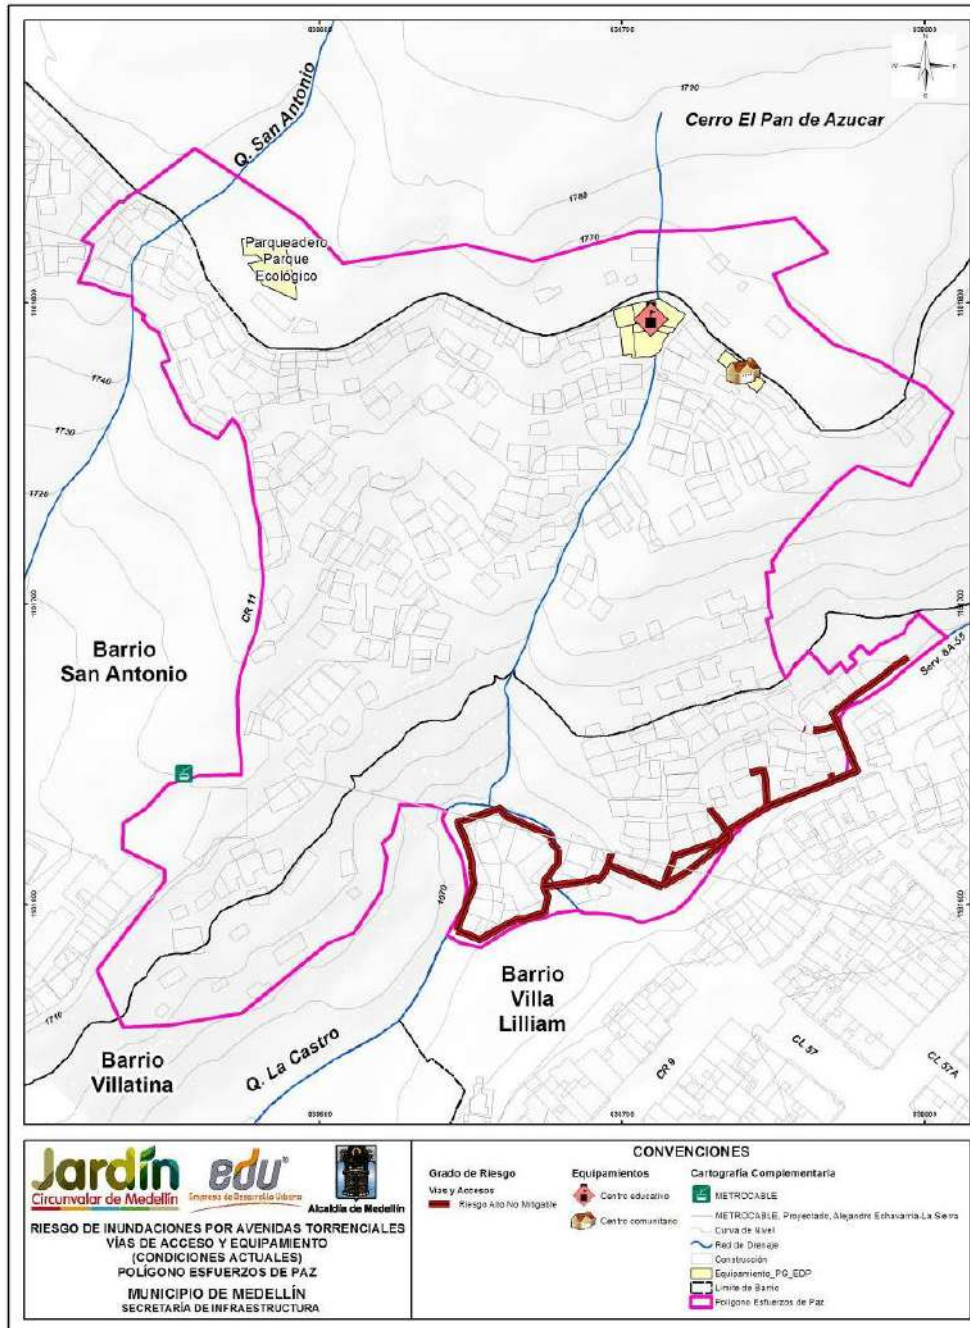 N
W
E
S
Q. San Antonio
1790
Cerro El Pan de Azucar
1780
1770
Parqueadero
Parque
Ecológico
1740
1730
1720
CR 11
Barrio
San Antonio
Serv. 8A-55
1070
1710
Barrio
Villa
Lilliam
Barrio
Villatina
Q. La Castro
CR 9
CL 57
CL 57A
Jardín
Circunvalar de Medellín
edu®
Empresa de Desarrollo Urbano
Alcaldía de Medellín
RIESGO DE INUNDACIONES POR AVENIDAS TORRENCIALES
VÍAS DE ACCESO Y EQUIPAMIENTO
(CONDICIONES ACTUALES)
POLÍGONO ESFUERZOS DE PAZ
MUNICIPIO DE MEDELLÍN
SECRETARÍA DE INFRAESTRUCTURA
CONVENCIONES
Grado de Riesgo
Vias y Accesos
Riesgo Alto No Mitigable
Equipamientos
Centro educativo
Centro comunitario
Cartografía Complementaria
METROCABLE
METROCABLE, Proyectado, Alejandro Echavarria-La Sierra
Curva de Nivel
Red de Drenaje
Construcción
Equipamiento_PG_EDP
Limite de Barrio
Poligono Esfuerzos de Paz